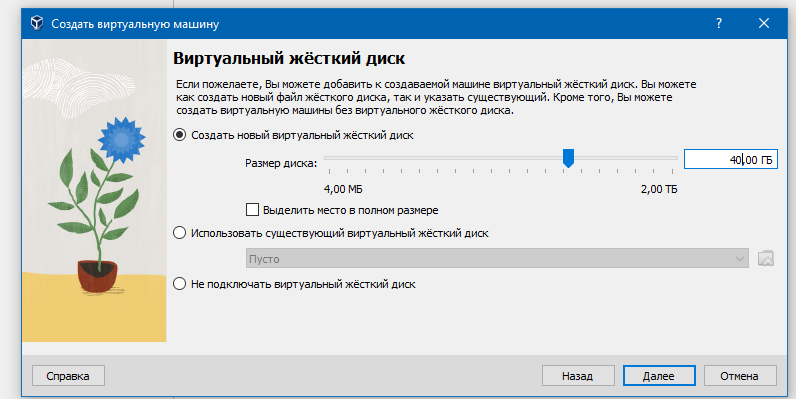 Создать виртуальную машину
?
Виртуальный жёсткий диск
Если пожелаете, Вы можете добавить к создаваемой машине виртуальный жёсткий диск. Вы можете
как создать новый файл жёсткого диска, так и указать существующий. Кроме того, Вы можете
создать виртуальную машины без виртуального жёсткого диска.
Создать новый виртуальный жёсткий диск
Размер диска:
40,00 ГБ
4,00 МБ
2,00 ТБ
Выделить место в полном размере
Использовать существующий виртуальный жёсткий диск
Пусто
Не подключать виртуальный жёсткий диск
Справка
Назад
Далее
Отмена